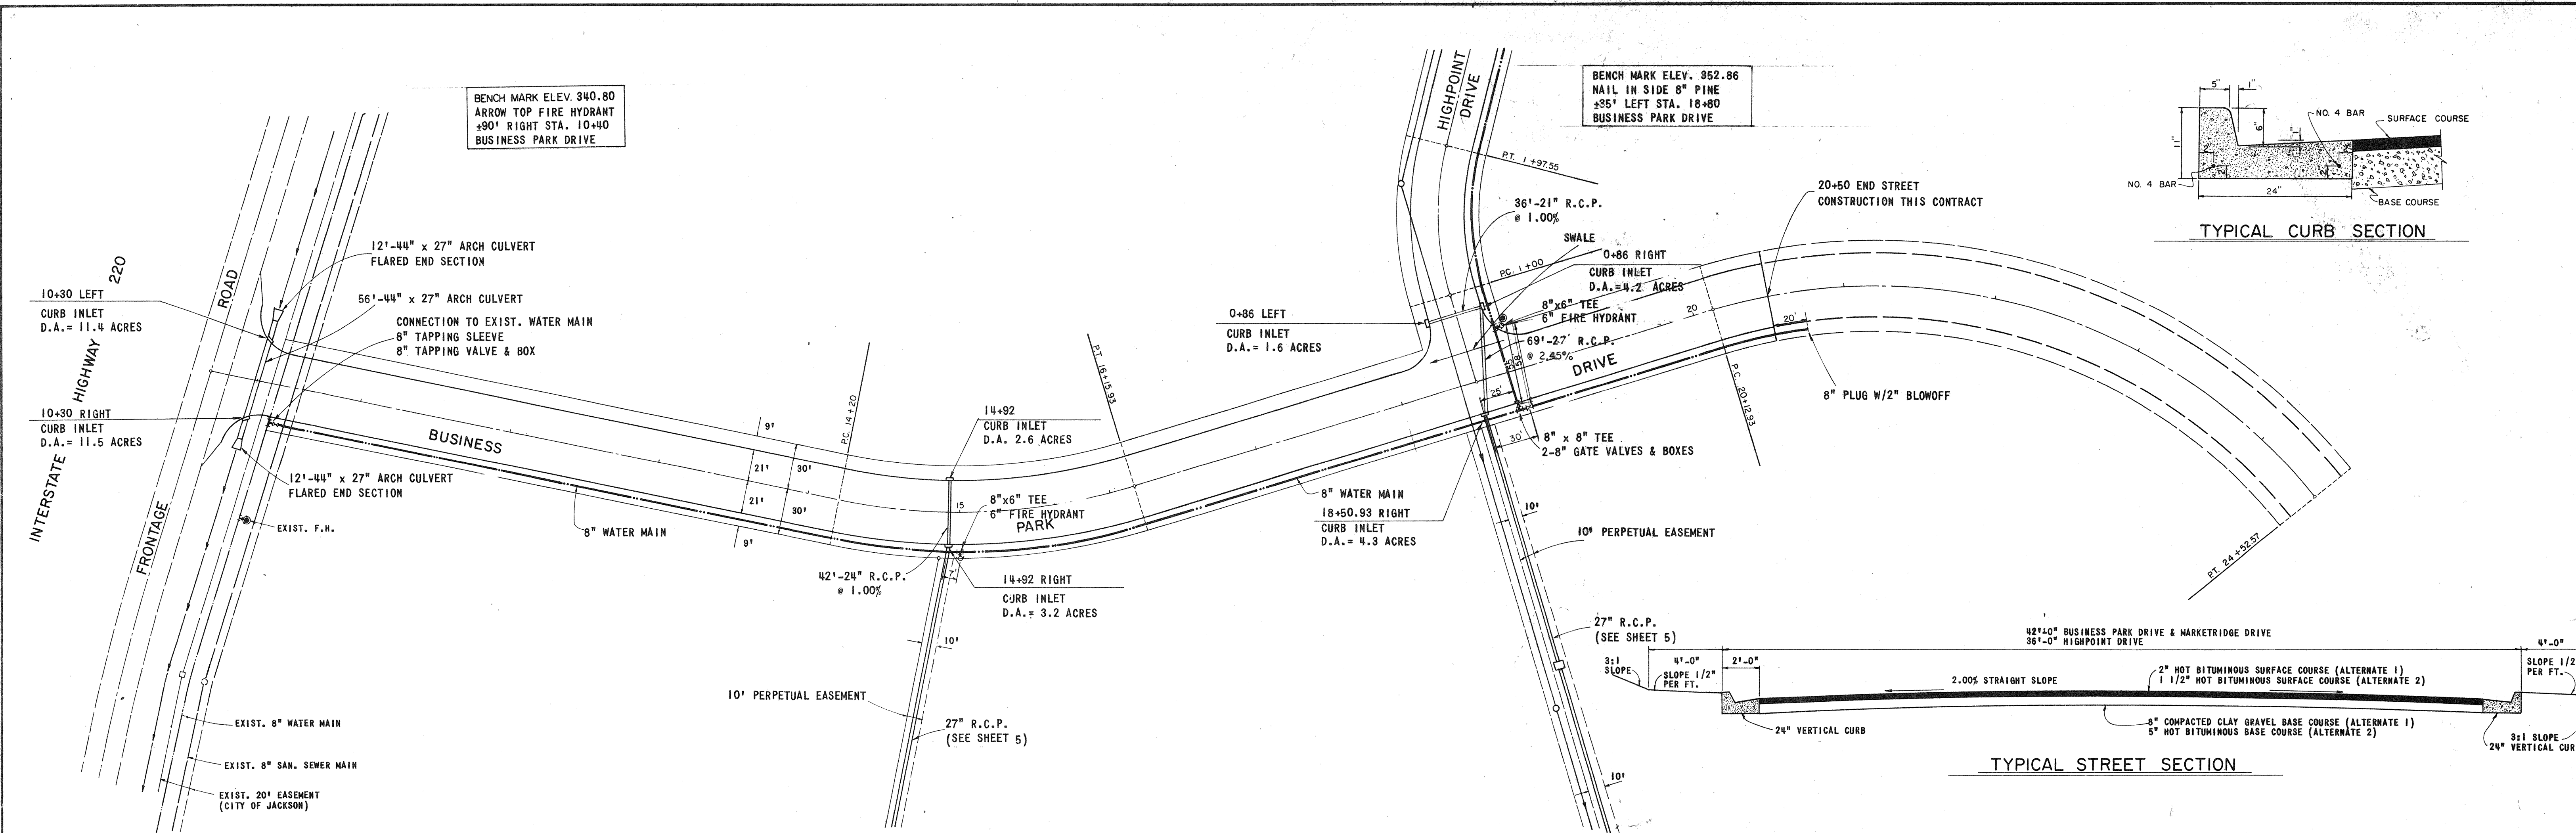 BENCH MARK ELEV. 340.80
ARROW TOP FIRE HYDRANT
±90' RIGHT STA. 10+40
BUSINESS PARK DRIVE
BENCH MARK ELEV. 352.86
NAIL IN SIDE 8" PINE
±35' LEFT STA. 18+80
BUSINESS PARK DRIVE
HIGHPOINT
DRIVE
P.T. 1+97.55
36'-21" R.C.P.
@ 1.00%
SWALE
P.C. 1+00
0+86 RIGHT
CURB INLET
D.A.=4.2 ACRES
8"x6" TEE
6" FIRE HYDRANT
20+50 END STREET
CONSTRUCTION THIS CONTRACT
5"
1"
6"
1"
11"
2"
2"
2"
2"
24"
NO. 4 BAR
SURFACE COURSE
NO. 4 BAR
BASE COURSE
TYPICAL CURB SECTION
INTERSTATE HIGHWAY 220
FRONTAGE ROAD
12'-44" x 27" ARCH CULVERT
FLARED END SECTION
10+30 LEFT
CURB INLET
D.A.= 11.4 ACRES
56'-44" x 27" ARCH CULVERT
CONNECTION TO EXIST. WATER MAIN
8" TAPPING SLEEVE
8" TAPPING VALVE & BOX
10+30 RIGHT
CURB INLET
D.A.= 11.5 ACRES
12'-44" x 27" ARCH CULVERT
FLARED END SECTION
EXIST. F.H.
BUSINESS
PARK
DRIVE
8" WATER MAIN
9'
21'
30'
21'
30'
9'
P.C. 14+20
14+92
CURB INLET
D.A. 2.6 ACRES
P.T. 16+15.93
15
8"x6" TEE
6" FIRE HYDRANT
7'
42'-24" R.C.P.
@ 1.00%
14+92 RIGHT
CURB INLET
D.A.= 3.2 ACRES
10'
10' PERPETUAL EASEMENT
27" R.C.P.
(SEE SHEET 5)
0+86 LEFT
CURB INLET
D.A.= 1.6 ACRES
69'-27" R.C.P.
@ 2.45%
25'
30'
20
20'
P.C. 20+12.93
8" PLUG W/2" BLOWOFF
8" x 8" TEE
2-8" GATE VALVES & BOXES
8" WATER MAIN
18+50.93 RIGHT
CURB INLET
D.A.= 4.3 ACRES
10'
10' PERPETUAL EASEMENT
P.T. 24+52.57
27" R.C.P.
(SEE SHEET 5)
10'
EXIST. 8" WATER MAIN
EXIST. 8" SAN. SEWER MAIN
EXIST. 20' EASEMENT
(CITY OF JACKSON)
42'-0" BUSINESS PARK DRIVE & MARKETRIDGE DRIVE
36'-0" HIGHPOINT DRIVE
3:1
SLOPE
4'-0"
SLOPE 1/2"
PER FT.
2'-0"
2.00% STRAIGHT SLOPE
2" HOT BITUMINOUS SURFACE COURSE (ALTERNATE 1)
1 1/2" HOT BITUMINOUS SURFACE COURSE (ALTERNATE 2)
4'-0"
SLOPE 1/2
PER FT.
24" VERTICAL CURB
8" COMPACTED CLAY GRAVEL BASE COURSE (ALTERNATE 1)
5" HOT BITUMINOUS BASE COURSE (ALTERNATE 2)
3:1 SLOPE
24" VERTICAL CUR
TYPICAL STREET SECTION